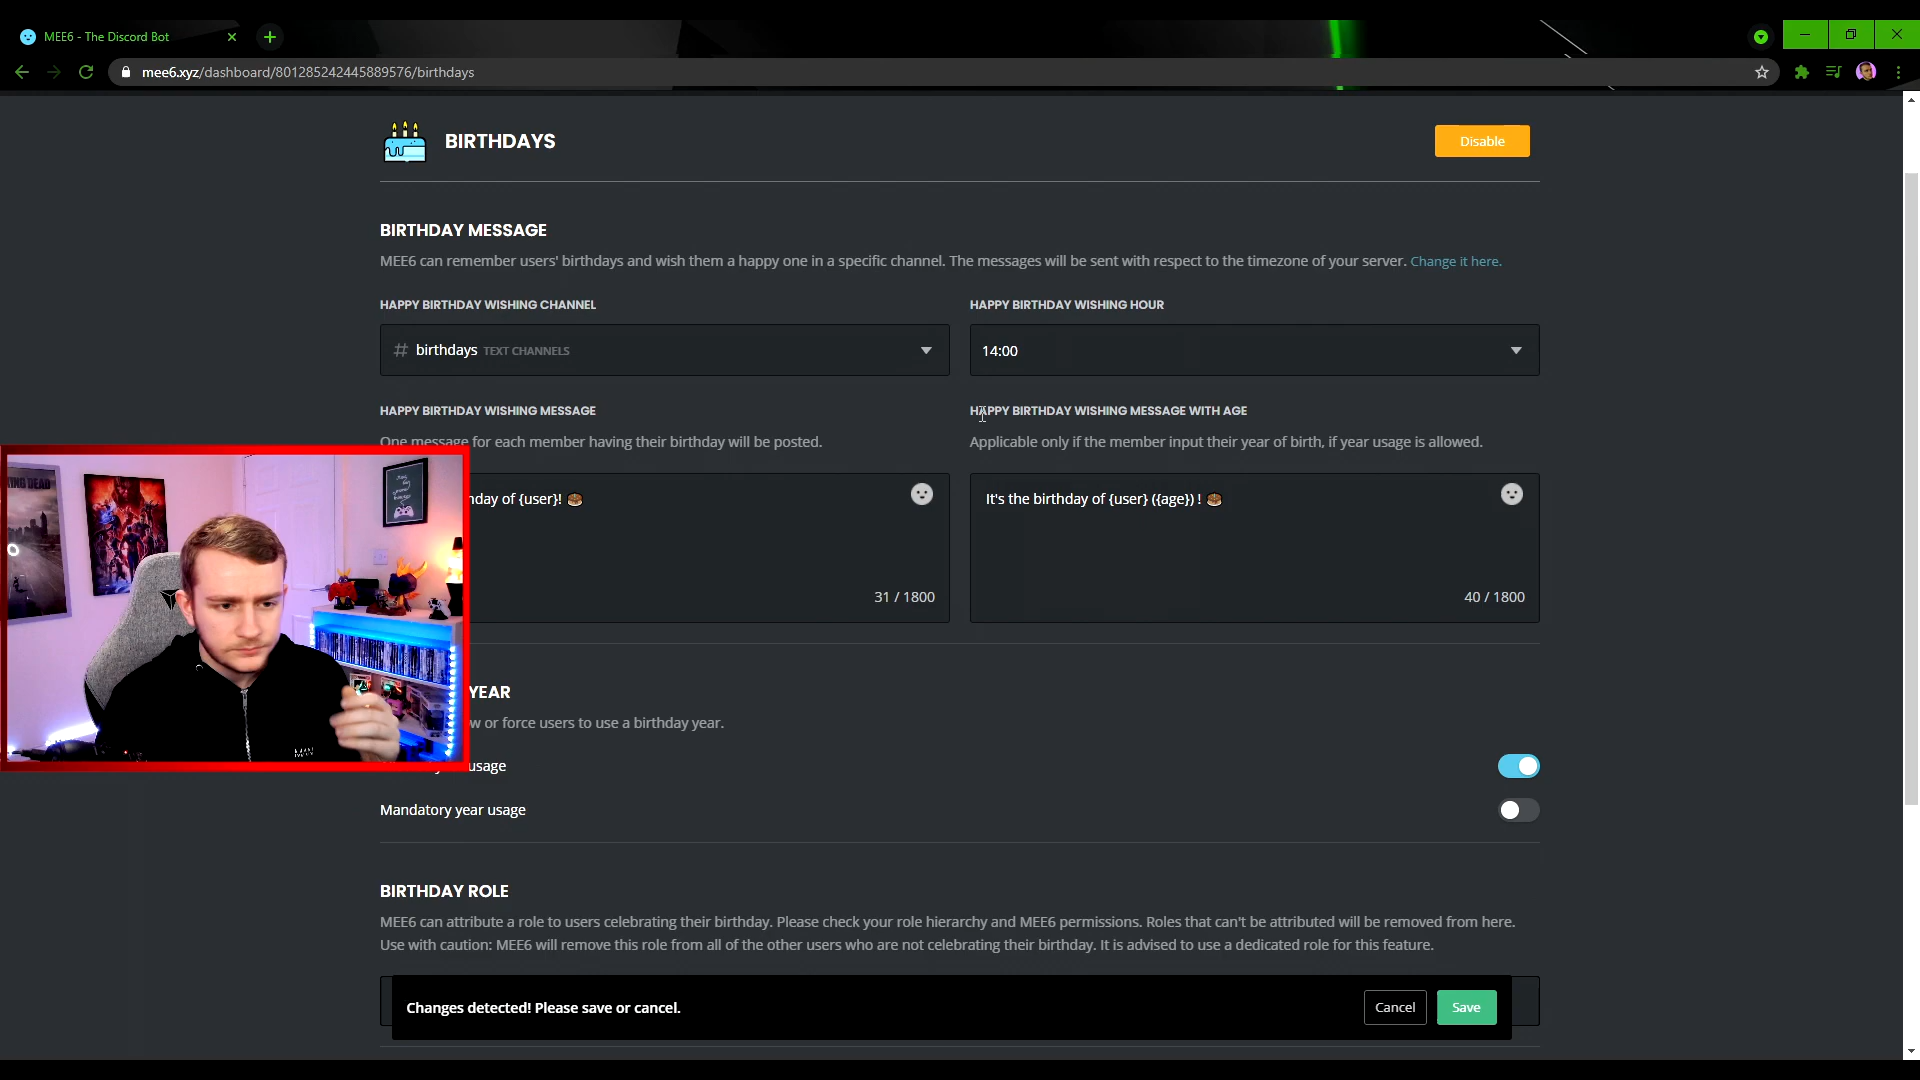 MEE6 - The Discord Bot
mee6.xyz/dashboard/801285242445889576/birthdays
BIRTHDAYS
Disable
BIRTHDAY MESSAGE
MEE6 can remember users' birthdays and wish them a happy one in a specific channel. The messages will be sent with respect to the timezone of your server. Change it here.
HAPPY BIRTHDAY WISHING CHANNEL
HAPPY BIRTHDAY WISHING HOUR
# birthdays TEXT CHANNELS
14:00
HAPPY BIRTHDAY WISHING MESSAGE
HAPPY BIRTHDAY WISHING MESSAGE WITH AGE
One message for each member having their birthday will be posted.
Applicable only if the member input their year of birth, if year usage is allowed.
hday of {user}!
It's the birthday of {user} ({age}) !
31 / 1800
40 / 1800
YEAR
or force users to use a birthday year.
usage
Mandatory year usage
BIRTHDAY ROLE
MEE6 can attribute a role to users celebrating their birthday. Please check your role hierarchy and MEE6 permissions. Roles that can't be attributed will be removed from here.
Use with caution: MEE6 will remove this role from all of the other users who are not celebrating their birthday. It is advised to use a dedicated role for this feature.
Changes detected! Please save or cancel.
Cancel
Save